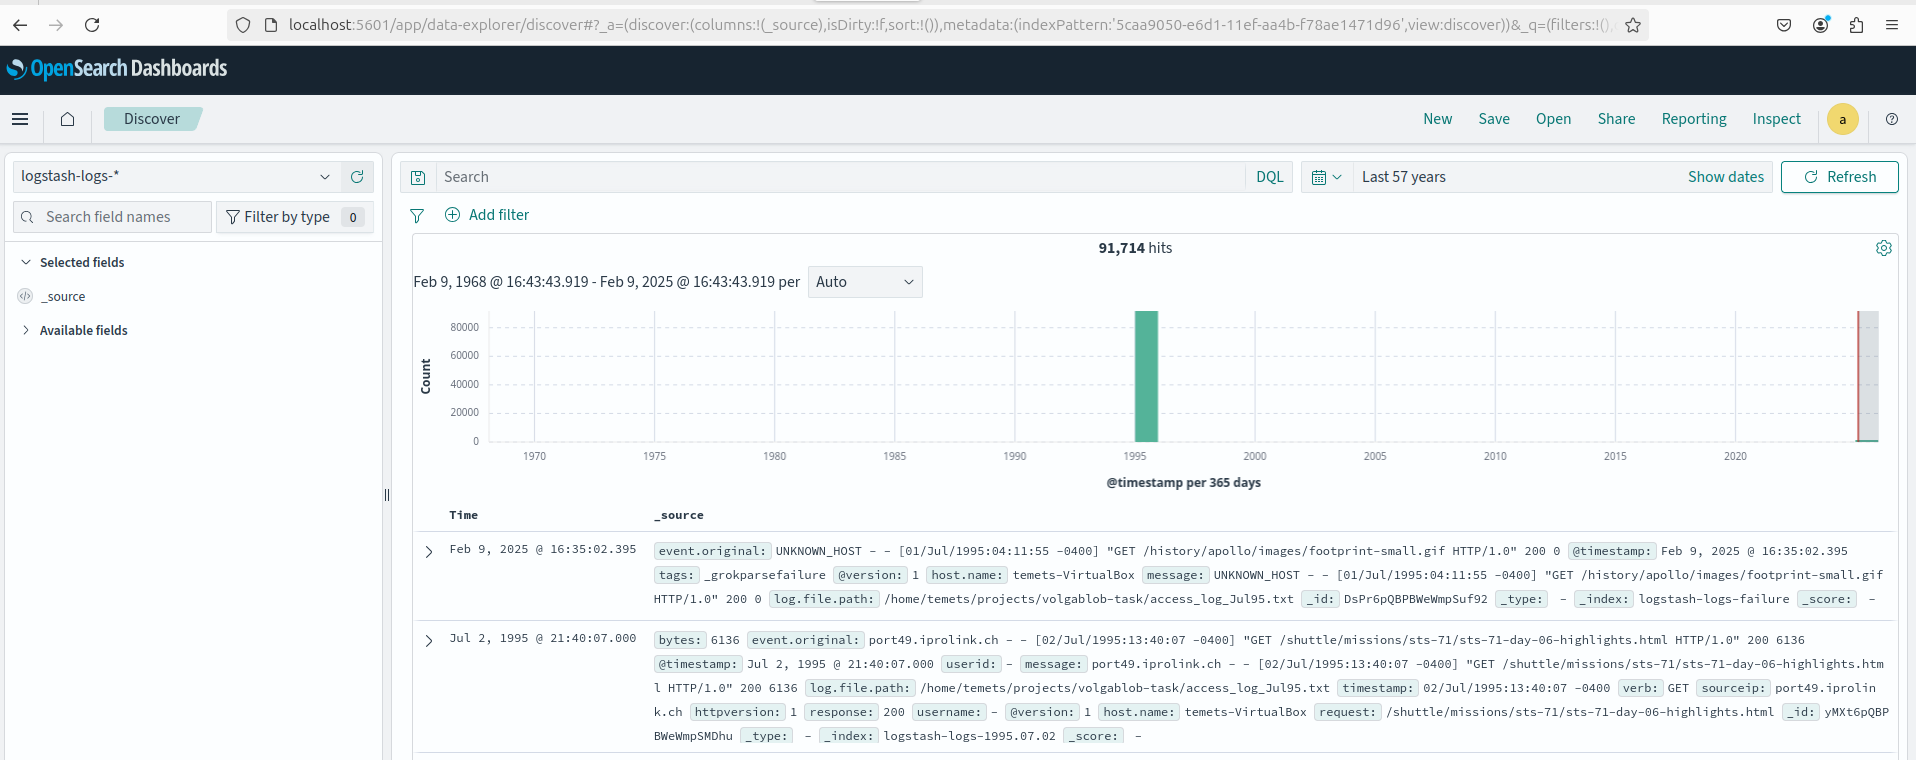 localhost:5601/app/data-explorer/discover#?_a=(discover:(columns:!(_source),isDirty:!f,sort:!()),metadata:(indexPattern:'5caa9050-e6d1-11ef-aa4b-f78ae1471d96',view:discover))&_q=(filters:!(),
OpenSearch Dashboards
Discover
New Save Open Share Reporting Inspect a
logstash-logs-*
Search DQL
Last 57 years Show dates Refresh
Search field names Filter by type 0
Add filter
Selected fields
_source
Available fields
91,714 hits
Feb 9, 1968 @ 16:43:43.919 - Feb 9, 2025 @ 16:43:43.919 per Auto
80000
60000
40000
20000
0
Count
1970 1975 1980 1985 1990 1995 2000 2005 2010 2015 2020
@timestamp per 365 days
Time _source
Feb 9, 2025 @ 16:35:02.395 event.original: UNKNOWN_HOST - - [01/Jul/1995:04:11:55 -0400] "GET /history/apollo/images/footprint-small.gif HTTP/1.0" 200 0 @timestamp: Feb 9, 2025 @ 16:35:02.395
tags: _grokparsefailure @version: 1 host.name: temets-VirtualBox message: UNKNOWN_HOST - - [01/Jul/1995:04:11:55 -0400] "GET /history/apollo/images/footprint-small.gif
HTTP/1.0" 200 0 log.file.path: /home/temets/projects/volgablob-task/access_log_Jul95.txt _id: DsPr6pQBPBWeWmpSuf92 _type: - _index: logstash-logs-failure _score: -
Jul 2, 1995 @ 21:40:07.000 bytes: 6136 event.original: port49.iprolink.ch - - [02/Jul/1995:13:40:07 -0400] "GET /shuttle/missions/sts-71/sts-71-day-06-highlights.html HTTP/1.0" 200 6136
@timestamp: Jul 2, 1995 @ 21:40:07.000 userid: - message: port49.iprolink.ch - - [02/Jul/1995:13:40:07 -0400] "GET /shuttle/missions/sts-71/sts-71-day-06-highlights.htm
l HTTP/1.0" 200 6136 log.file.path: /home/temets/projects/volgablob-task/access_log_Jul95.txt timestamp: 02/Jul/1995:13:40:07 -0400 verb: GET sourceip: port49.iprolin
k.ch httpversion: 1 response: 200 username: - @version: 1 host.name: temets-VirtualBox request: /shuttle/missions/sts-71/sts-71-day-06-highlights.html _id: yMXt6pQBP
BWeWmpSMDhu _type: - _index: logstash-logs-1995.07.02 _score: -